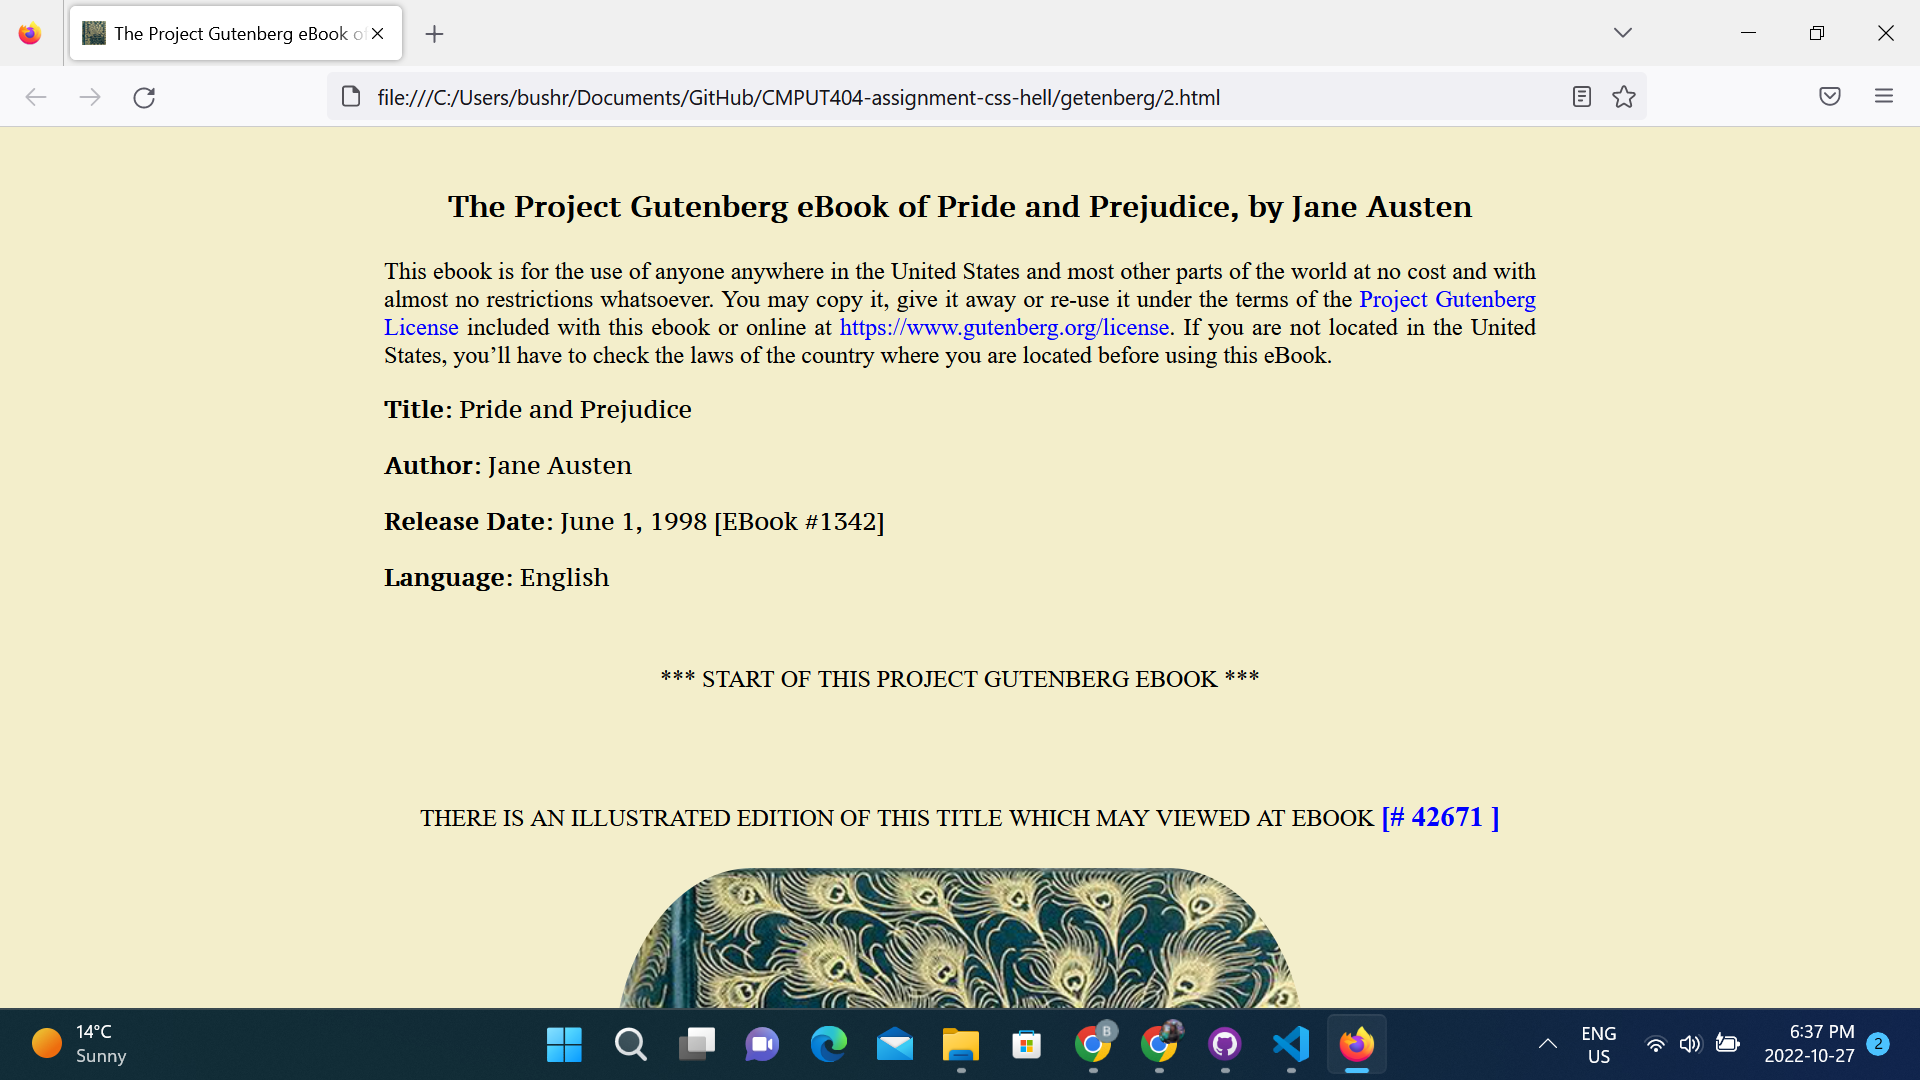 The Project Gutenberg eBook of
file:///C:/Users/bushr/Documents/GitHub/CMPUT404-assignment-css-hell/getenberg/2.html
The Project Gutenberg eBook of Pride and Prejudice, by Jane Austen
This ebook is for the use of anyone anywhere in the United States and most other parts of the world at no cost and with
almost no restrictions whatsoever. You may copy it, give it away or re-use it under the terms of the Project Gutenberg
License included with this ebook or online at https://www.gutenberg.org/license. If you are not located in the United
States, you’ll have to check the laws of the country where you are located before using this eBook.
Title: Pride and Prejudice
Author: Jane Austen
Release Date: June 1, 1998 [EBook #1342]
Language: English
*** START OF THIS PROJECT GUTENBERG EBOOK ***
THERE IS AN ILLUSTRATED EDITION OF THIS TITLE WHICH MAY VIEWED AT EBOOK [# 42671 ]
14°C
Sunny
B
ENG
US
6:37 PM
2022-10-27
2